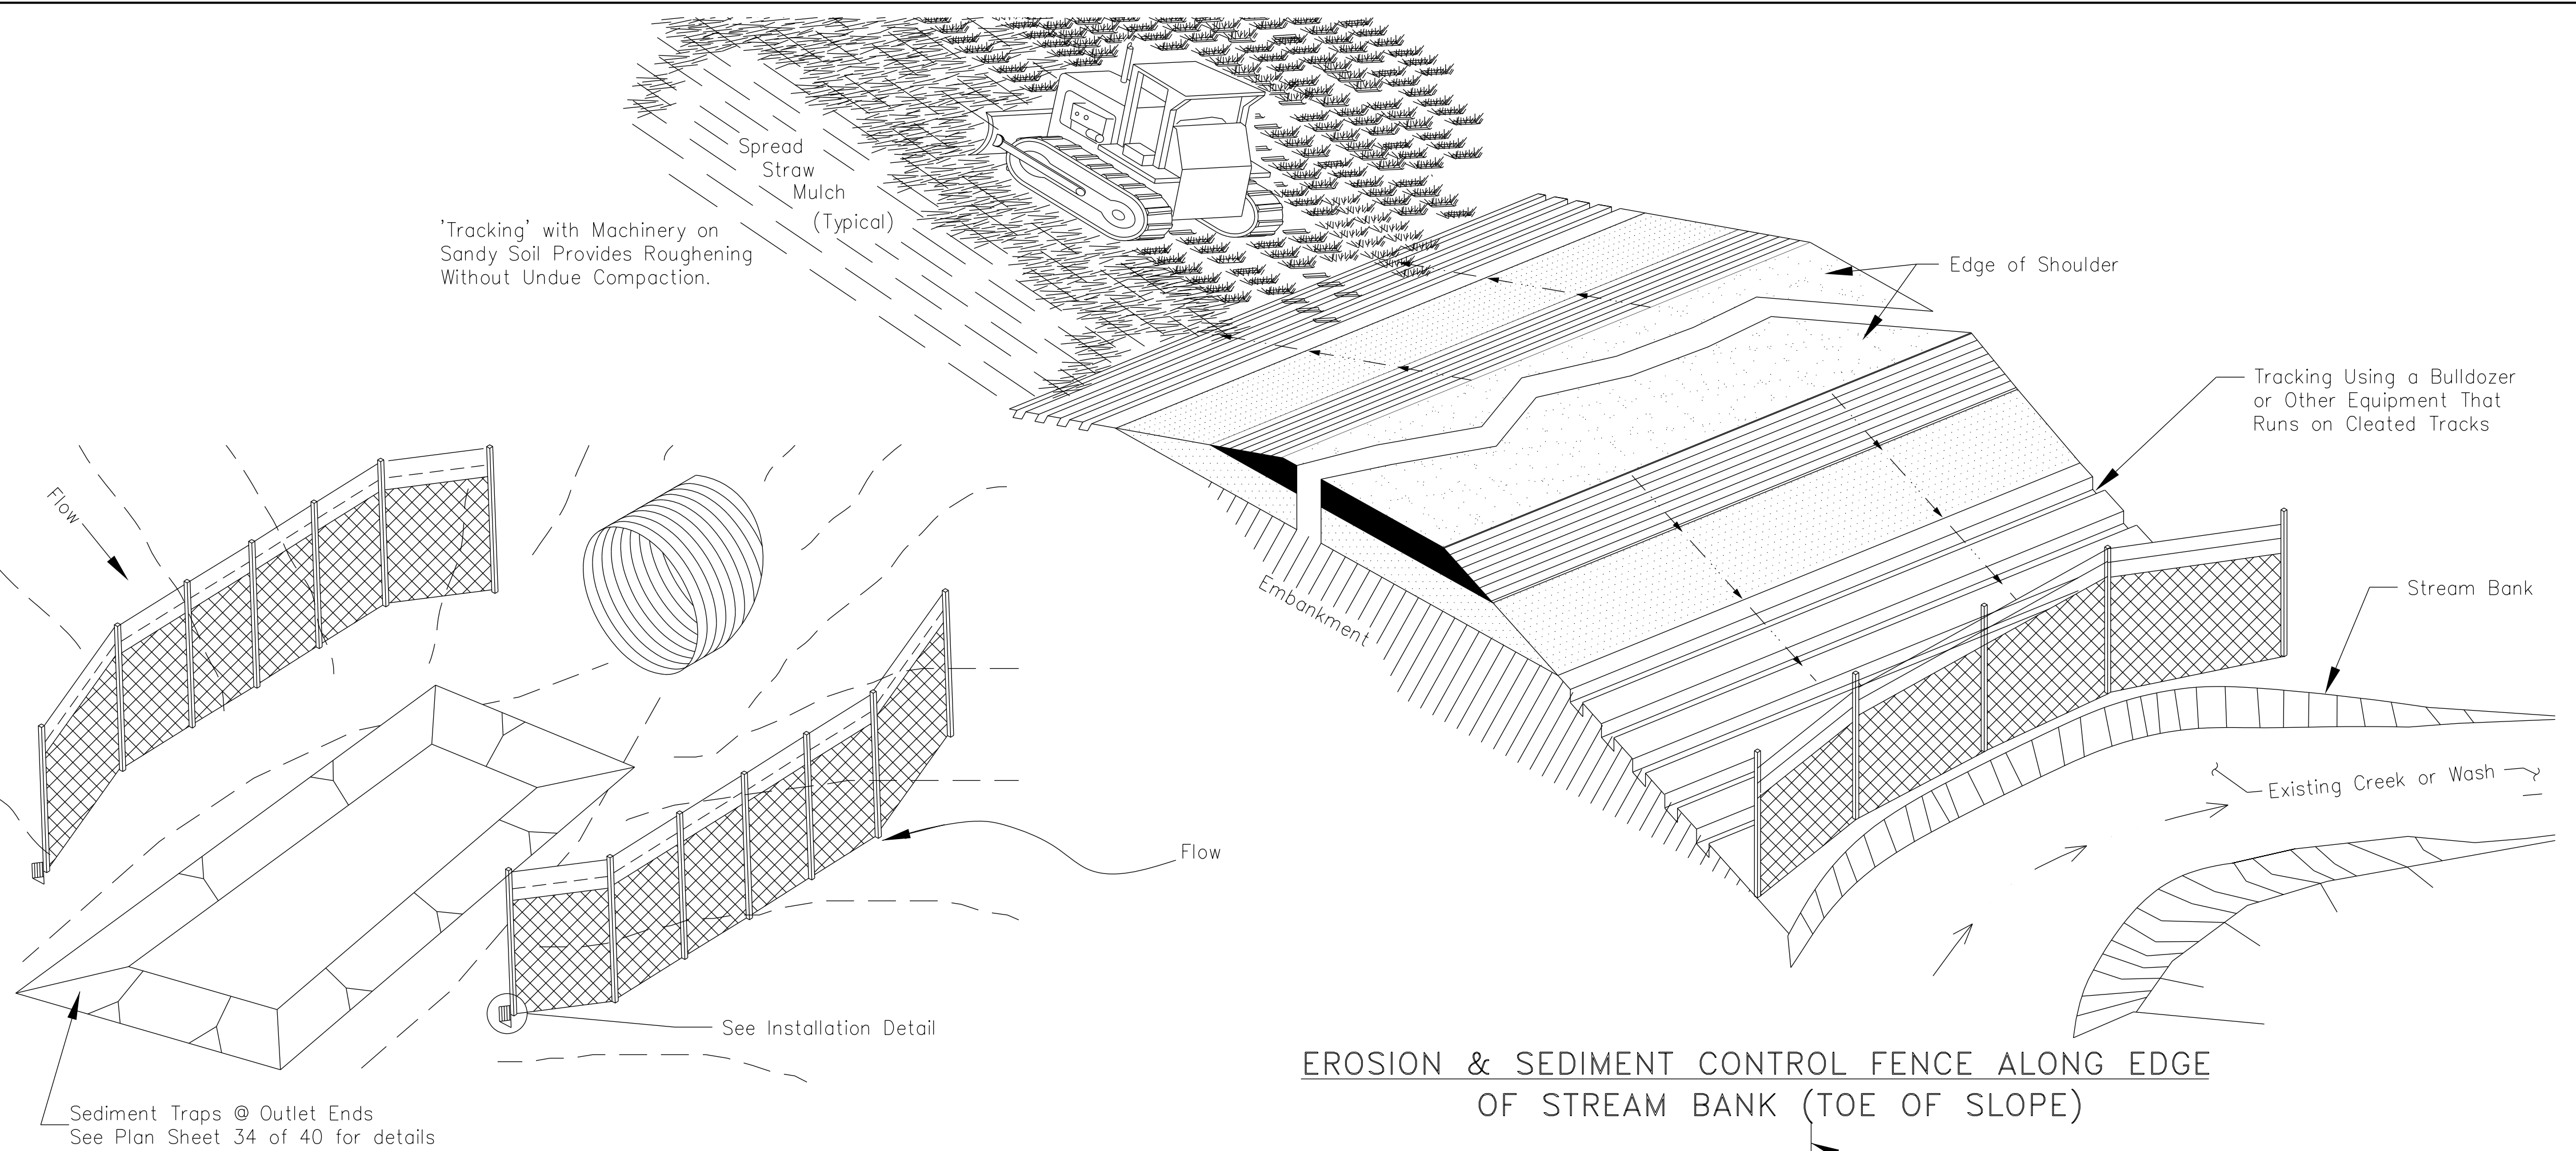 Spread
Straw
Mulch
(Typical)
'Tracking' with Machinery on
Sandy Soil Provides Roughening
Without Undue Compaction.
Edge of Shoulder
Tracking Using a Bulldozer
or Other Equipment That
Runs on Cleated Tracks
Flow
Embankment
Stream Bank
Existing Creek or Wash
Flow
See Installation Detail
EROSION & SEDIMENT CONTROL FENCE ALONG EDGE
OF STREAM BANK (TOE OF SLOPE)
Sediment Traps @ Outlet Ends
See Plan Sheet 34 of 40 for details